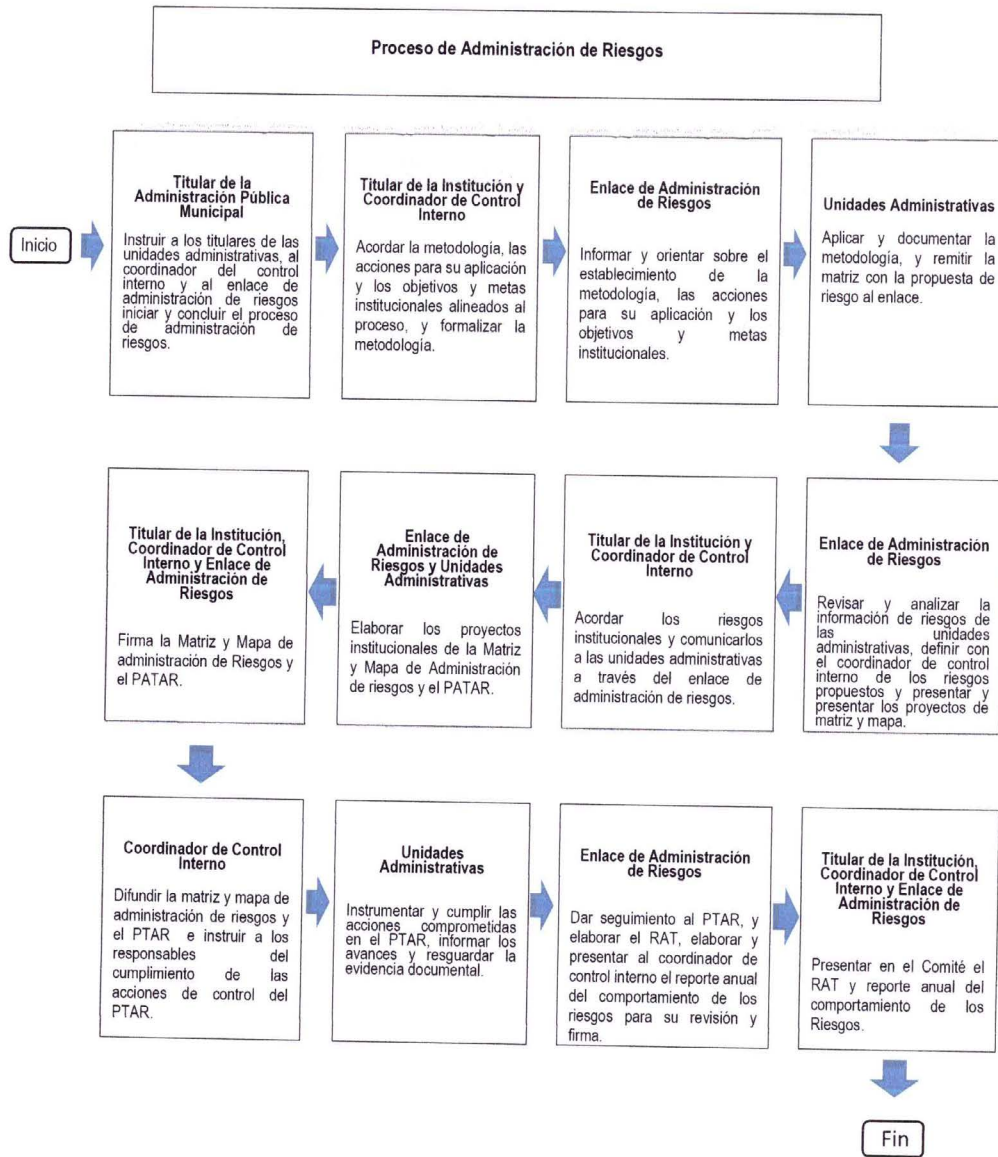 Proceso de Administración de Riesgos
Inicio
Titular de la
Administración Pública
Municipal
Instruir a los titulares de las
unidades administrativas, al
coordinador del control
interno y al enlace de
administración de riesgos
iniciar y concluir el proceso
de administración de
riesgos.
Titular de la Institución y
Coordinador de Control
Interno
Acordar la metodología, las
acciones para su aplicación
y los objetivos y metas
institucionales alineados al
proceso, y formalizar la
metodología.
Enlace de Administración
de Riesgos
Informar y orientar sobre el
establecimiento de la
metodología, las acciones
para su aplicación y los
objetivos y metas
institucionales.
Unidades Administrativas
Aplicar y documentar la
metodología, y remitir la
matriz con la propuesta de
riesgo al enlace.
Enlace de Administración
de Riesgos
Revisar y analizar la
información de riesgos de
las unidades
administrativas, definir con
el coordinador de control
interno de los riesgos
propuestos y presentar y
presentar los proyectos de
matriz y mapa.
Titular de la Institución y
Coordinador de Control
Interno
Acordar los riesgos
institucionales y comunicarlos
a las unidades administrativas
a través del enlace de
administración de riesgos.
Enlace de
Administración de
Riesgos y Unidades
Administrativas
Elaborar los proyectos
institucionales de la Matriz y
Mapa de Administración
de riesgos y el PATAR.
Titular de la Institución,
Coordinador de Control
Interno y Enlace de
Administración de
Riesgos
Firma la Matriz y Mapa de
administración de Riesgos y
el PATAR.
Coordinador de Control
Interno
Difundir la matriz y mapa de
administración de riesgos y
el PTAR e instruir a los
responsables del
cumplimiento de las
acciones de control del
PTAR.
Unidades
Administrativas
Instrumentar y cumplir las
acciones comprometidas
en el PTAR, informar los
avances y resguardar la
evidencia documental.
Enlace de Administración
de Riesgos
Dar seguimiento al PTAR, y
elaborar el RAT, elaborar y
presentar al coordinador de
control interno el reporte anual
del comportamiento de los
riesgos para su revisión y
firma.
Titular de la Institución,
Coordinador de Control
Interno y Enlace de
Administración de
Riesgos
Presentar en el Comité el
RAT y reporte anual del
comportamiento de los
Riesgos.
Fin